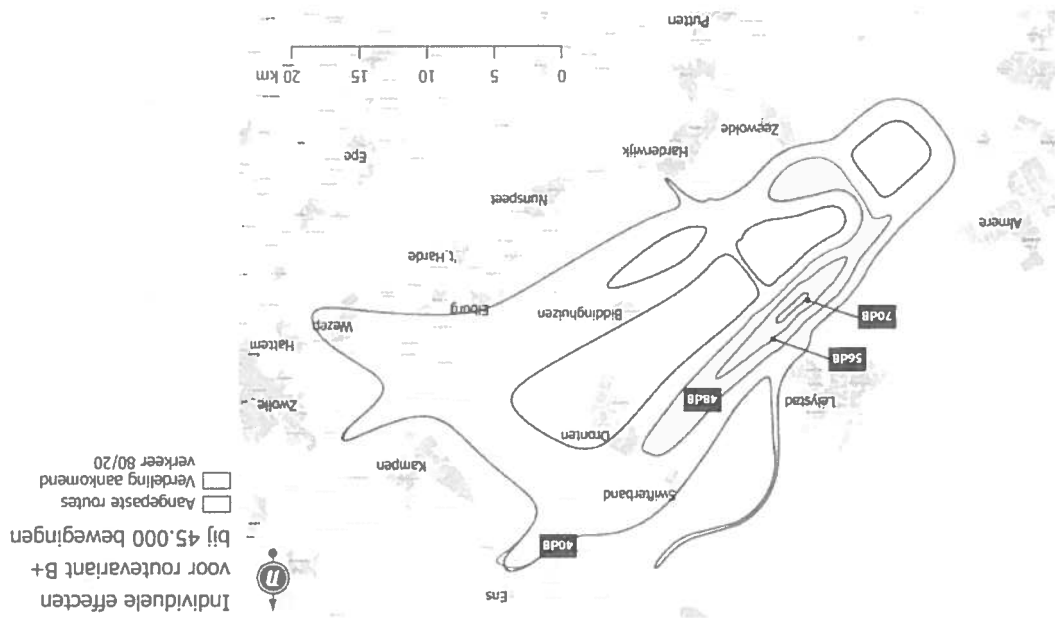 Individuele effecten
voor routevariant B+
bij 45.000 bewegingen
Aangepaste routes
Verdeling aankomend
verkeer 80/20
n
Ens
40dB
Swifterband
Kampen
Dronten
Zwolle
48dB
Lelystad
Hattem
56dB
Wezep
Biddinghuizen
Elburg
70dB
't Harde
Almere
Nunspeet
Epe
Harderwijk
Zeewolde
0 5 10 15 20 km
Putten